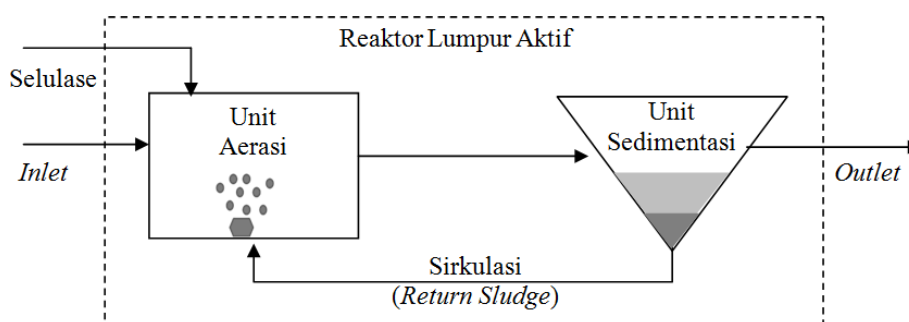 Reaktor Lumpur Aktif
Selulase
Unit
Aerasi
Unit
Sedimentasi
Inlet
Outlet
Sirkulasi
(Return Sludge)